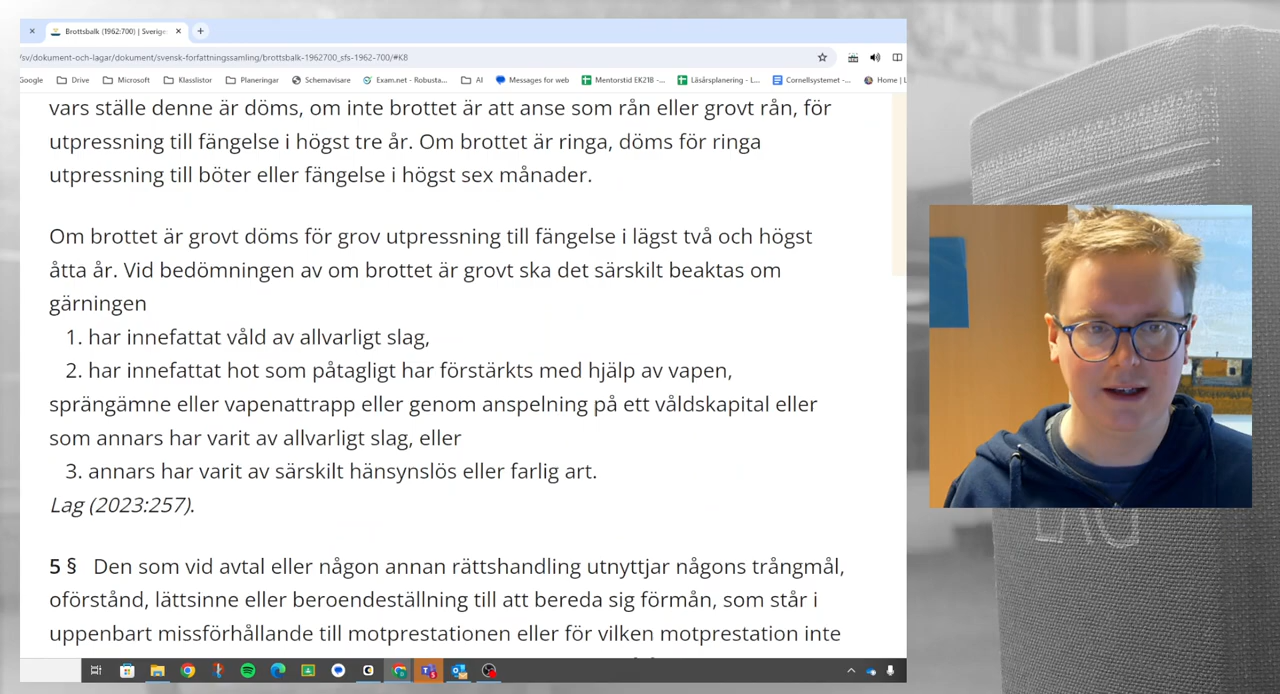 Brottsbalk (1962:700) | Sverige
/sv/dokument-och-lagar/dokument/svensk-forfattningssamling/brottsbalk-1962700_sfs-1962-700/#K8
Google Drive Microsoft Klasslistor Planeringar Schemavisare Exam.net - Robusta... AI Messages for web Mentorstid EK21B -... Läsårsplanering - L... Cornellsystemet -... Home | L
vars ställe denne är döms, om inte brottet är att anse som rån eller grovt rån, för
utpressning till fängelse i högst tre år. Om brottet är ringa, döms för ringa
utpressning till böter eller fängelse i högst sex månader.
Om brottet är grovt döms för grov utpressning till fängelse i lägst två och högst
åtta år. Vid bedömningen av om brottet är grovt ska det särskilt beaktas om
gärningen
1. har innefattat våld av allvarligt slag,
2. har innefattat hot som påtagligt har förstärkts med hjälp av vapen,
sprängämne eller vapenattrapp eller genom anspelning på ett våldskapital eller
som annars har varit av allvarligt slag, eller
3. annars har varit av särskilt hänsynslös eller farlig art.
Lag (2023:257).
5 § Den som vid avtal eller någon annan rättshandling utnyttjar någons trångmål,
oförstånd, lättsinne eller beroendeställning till att bereda sig förmån, som står i
uppenbart missförhållande till motprestationen eller för vilken motprestation inte
LAG